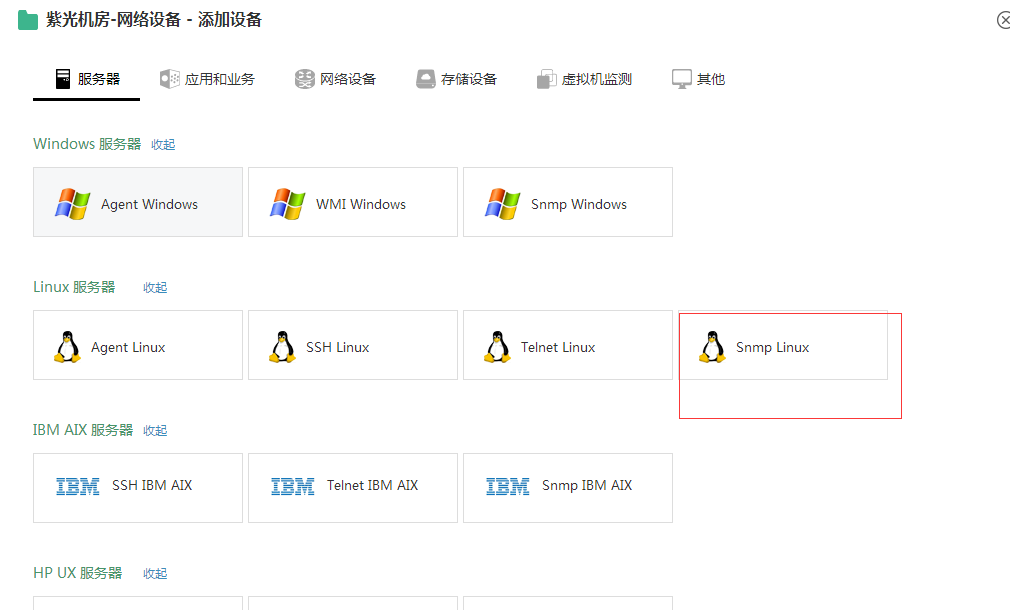 紫光机房-网络设备 - 添加设备
服务器 应用和业务 网络设备 存储设备 虚拟机监测 其他
Windows 服务器 收起
Agent Windows WMI Windows Snmp Windows
Linux 服务器 收起
Agent Linux SSH Linux Telnet Linux Snmp Linux
IBM AIX 服务器 收起
IBM SSH IBM AIX IBM Telnet IBM AIX IBM Snmp IBM AIX
HP UX 服务器 收起